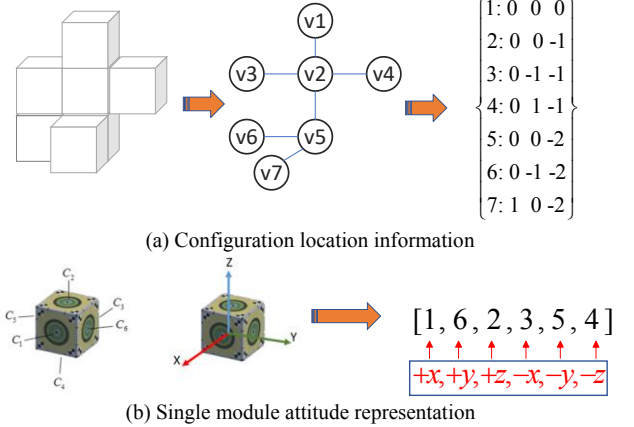 v1
v3 v2 v4
v6 v5
v7
1: 0 0 0
2: 0 0 -1
3: 0 -1 -1
4: 0 1 -1
5: 0 0 -2
6: 0 -1 -2
7: 1 0 -2
(a) Configuration location information
C2
C3
C5
C6
C1
C4
Z
Y
X
[1, 6, 2, 3, 5, 4]
+x, +y, +z, −x, −y, −z
(b) Single module attitude representation